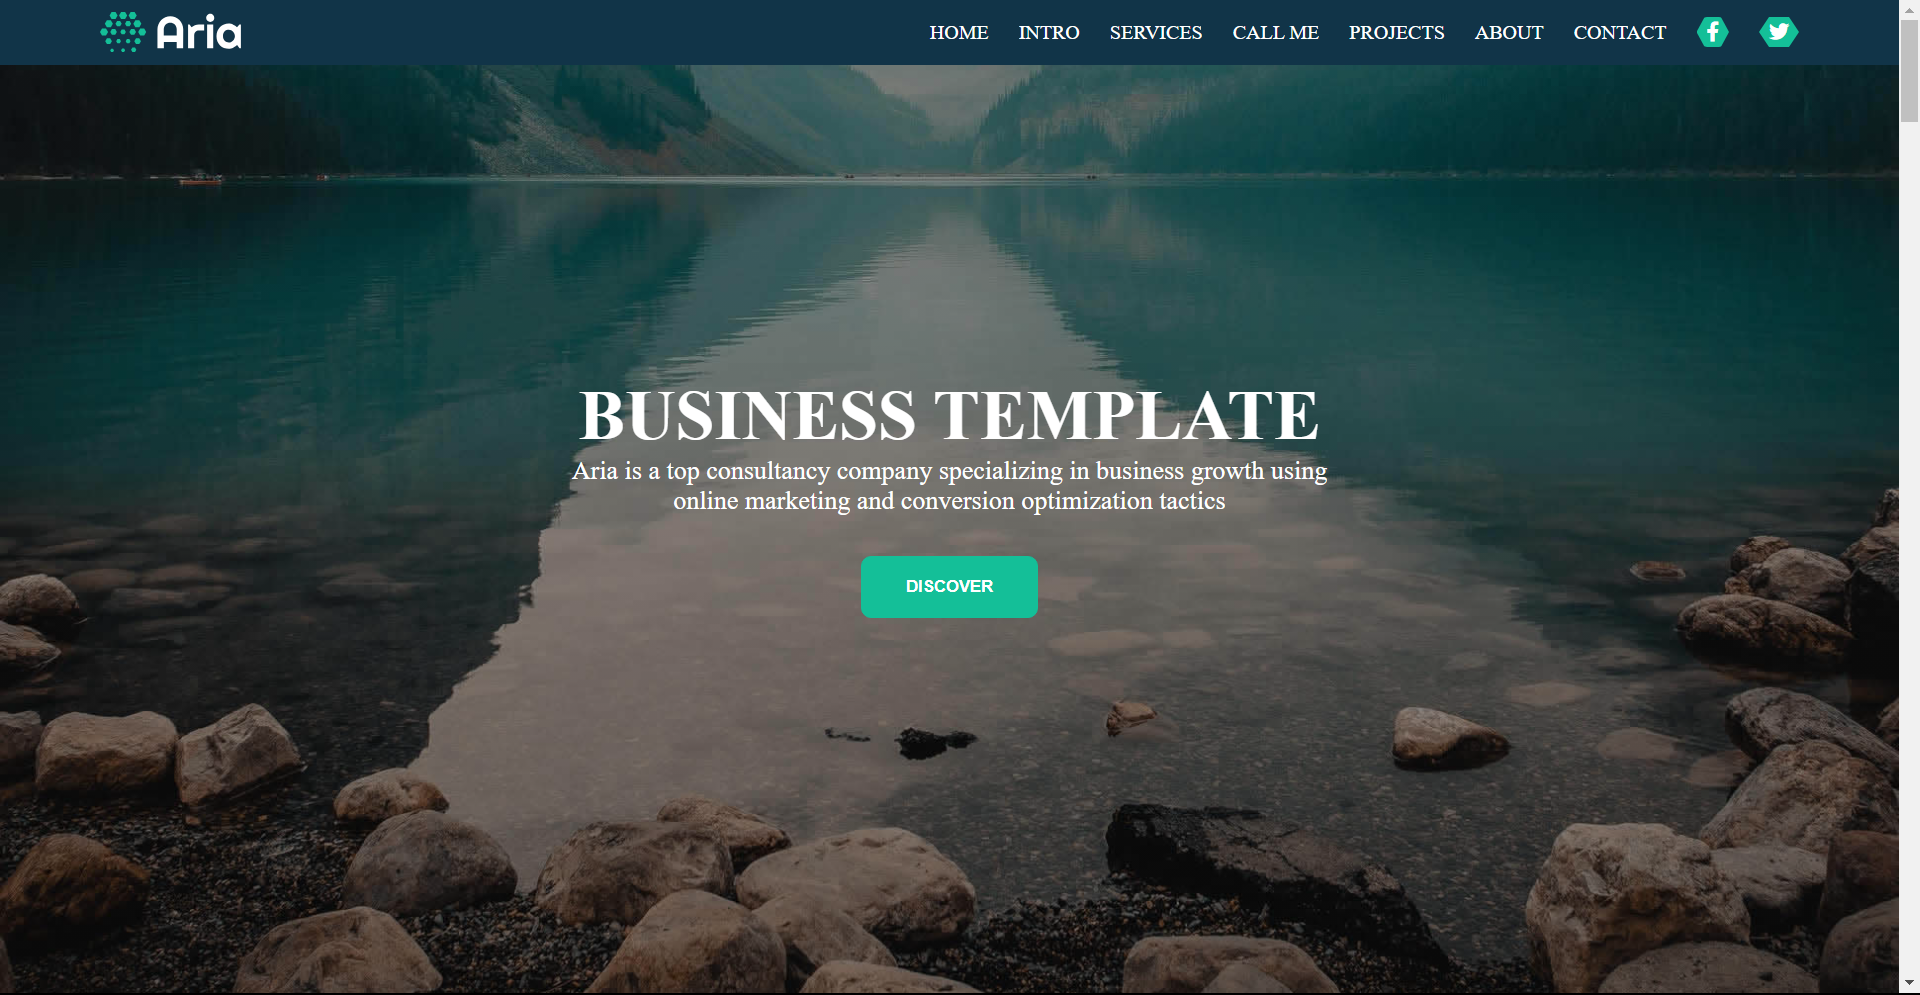 Aria
HOME INTRO SERVICES CALL ME PROJECTS ABOUT CONTACT
BUSINESS TEMPLATE
Aria is a top consultancy company specializing in business growth using
online marketing and conversion optimization tactics
DISCOVER